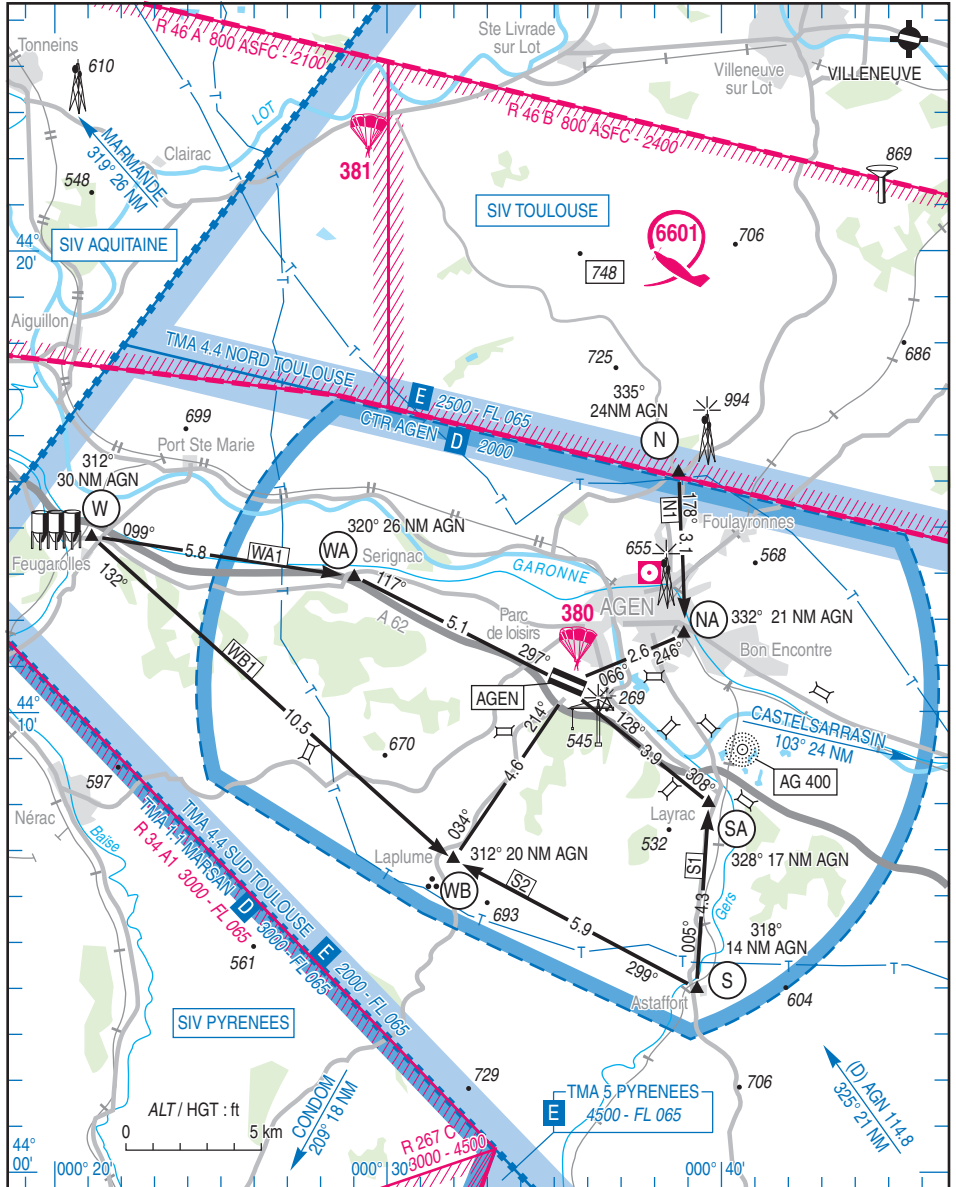 Tonneins
610
R 46 A 800 ASFC - 2100
Ste Livrade
sur Lot
Villeneuve
sur Lot
VILLENEUVE
LOT
MARMANDE
319° 26 NM
Clairac
381
R 46 B 800 ASFC - 2400
869
548
SIV AQUITAINE
SIV TOULOUSE
44°
20'
6601
706
748
Aiguillon
TMA 4.4 NORD TOULOUSE
E 2500 - FL 065
725
686
335°
24NM AGN
994
CTR AGEN D 2000
699
Port Ste Marie
N
312°
30 NM AGN
W
178°
N1
3.1
Foulayronnes
320° 26 NM AGN
WA
Serignac
099°
5.8
WA1
Feugarolles
132°
GARONNE
655
568
AGEN
117°
A 62
5.1
Parc
de loisirs
380
NA
332° 21 NM AGN
Bon Encontre
WB1
297°
066°
2.6
246°
AGEN
269
44°
10'
10.5
214°
545
128°
3.9
308°
CASTELSARRASIN
103° 24 NM
AG 400
670
597
4.6
Nérac
Baïse
TMA 4.4 SUD TOULOUSE
E 2000 - FL 065
TMA 1.1 MARSAN D 3000 - FL 065
R 34 A1 3000 - FL 065
034°
Layrac
532
SA
328° 17 NM AGN
Laplume
312° 20 NM AGN
WB
S2
S1
4.3
Gers
693
5.9
318°
14 NM AGN
561
299°
005°
S
Astaffort
604
SIV PYRENEES
729
706
TMA 5 PYRENEES
E 4500 - FL 065
(D) AGN 114.8
325° 21 NM
ALT / HGT : ft
0 5 km
CONDOM
209° 18 NM
R 267 C
3000 - 4500
44°
00'
000° 20'
000° 30'
000° 40'